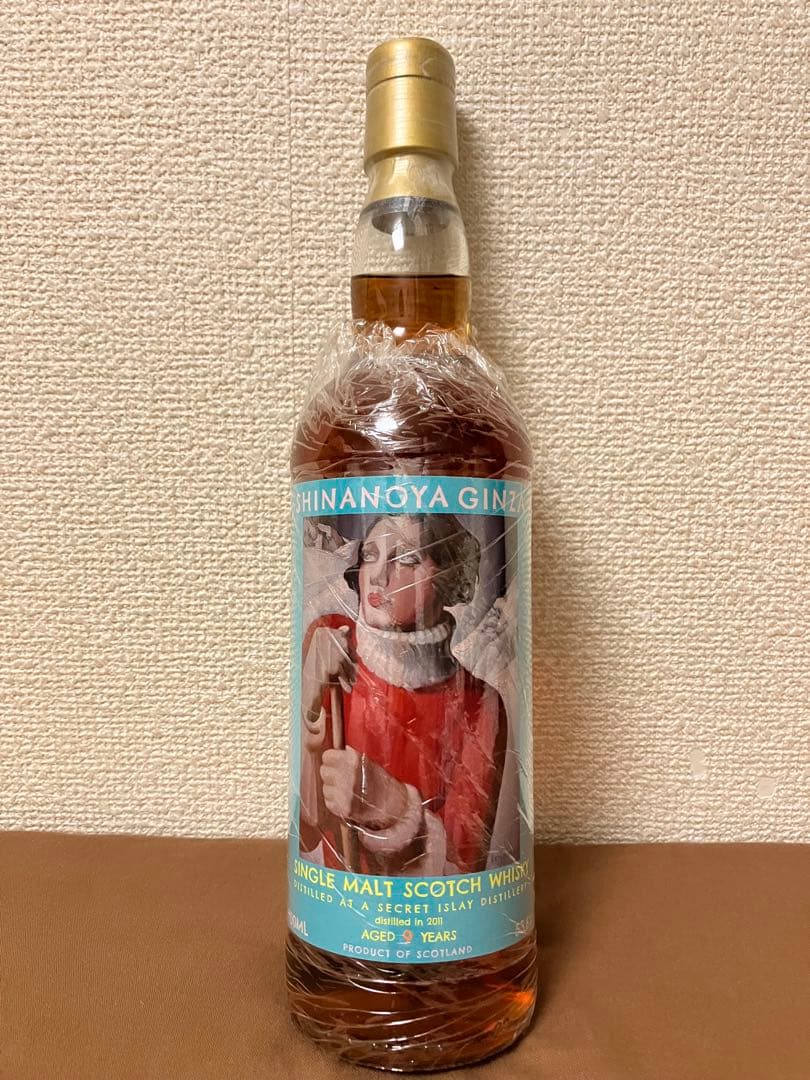 SHINANOYA GINZA
SINGLE MALT SCOTCH WHISKY
DISTILLED AT A SECRET ISLAY DISTILLERY
distilled in 2011
AGED 9 YEARS
PRODUCT OF SCOTLAND